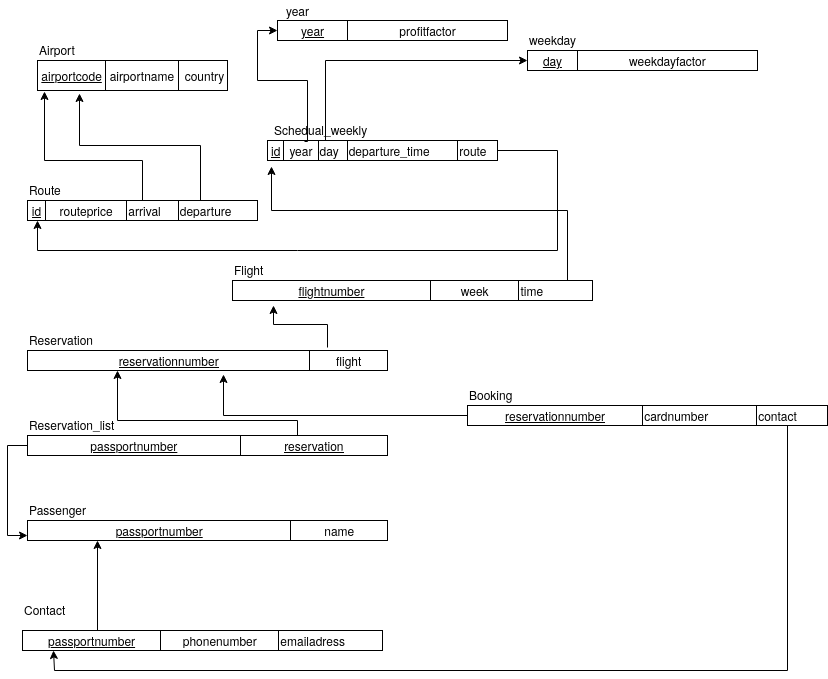 year
year profitfactor
weekday
day weekdayfactor
Airport
airportcode airportname country
Schedual_weekly
id year day departure_time route
Route
id routeprice arrival departure
Flight
flightnumber week time
Reservation
reservationnumber flight
Booking
reservationnumber cardnumber contact
Reservation_list
passportnumber reservation
Passenger
passportnumber name
Contact
passportnumber phonenumber emailadress